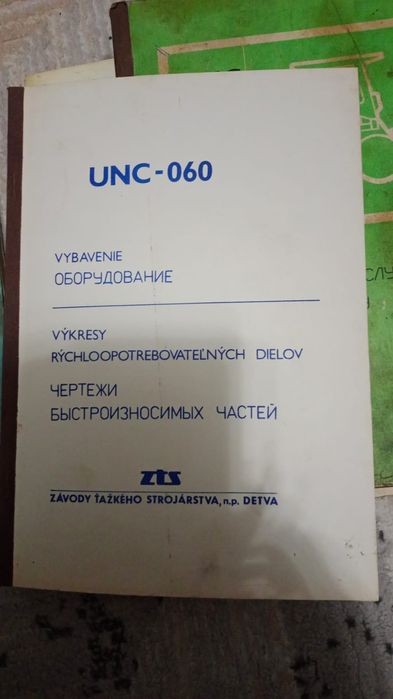 UNC-060
VYBAVENIE
ОБОРУДОВАНИЕ
VÝKRESY
RÝCHLOOPOTREBOVATEĽNÝCH DIELOV
ЧЕРТЕЖИ
БЫСТРОИЗНОСИМЫХ ЧАСТЕЙ
zts
ZÁVODY ŤAŽKÉHO STROJÁRSTVA, n.p. DETVA